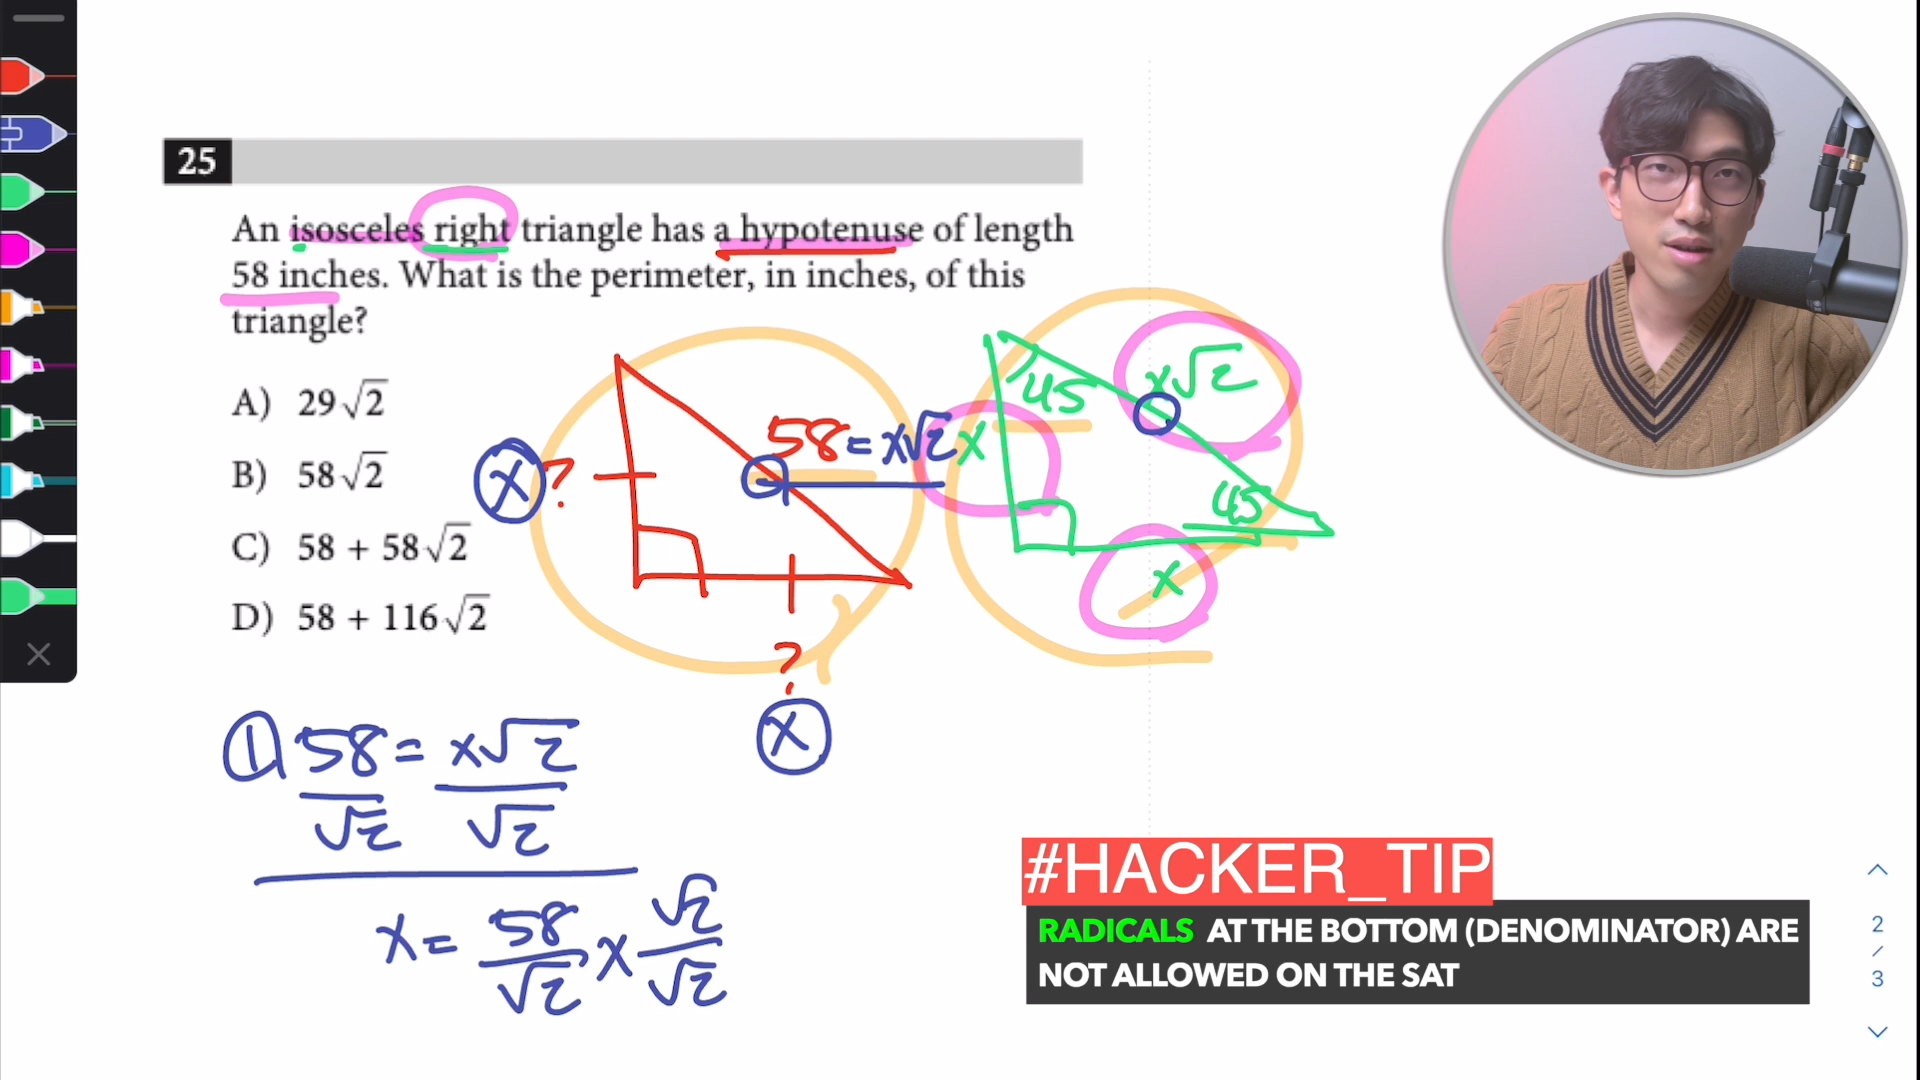 25
An isosceles right triangle has a hypotenuse of length
58 inches. What is the perimeter, in inches, of this
triangle?
A) 29√2
B) 58√2
C) 58 + 58√2
D) 58 + 116√2
x ?
58 = x√2
?
x
45
x√2
x
45
x
① 58 = x√2
√2 √2
x = 58/√2 x √2/√2
#HACKER_TIP
RADICALS AT THE BOTTOM (DENOMINATOR) ARE
NOT ALLOWED ON THE SAT
2
/
3